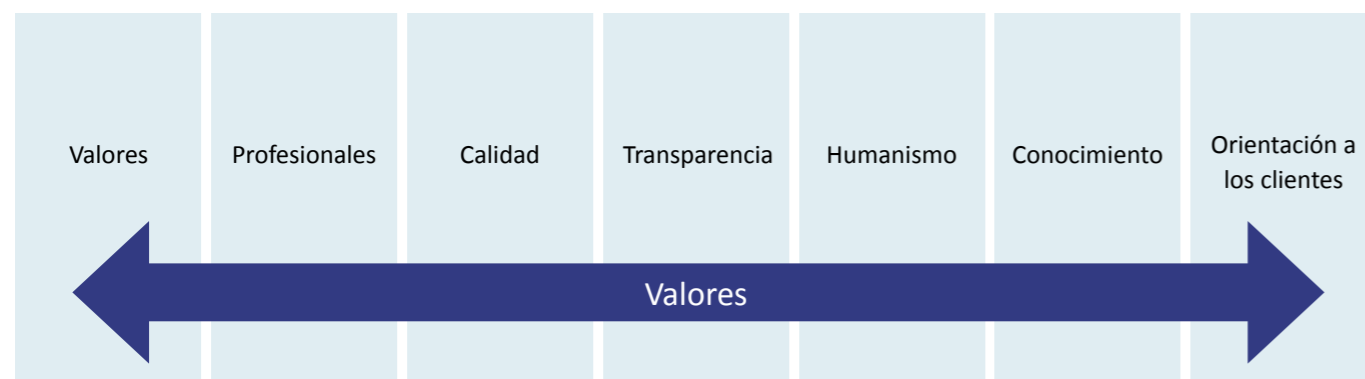 Valores
Profesionales
Calidad
Transparencia
Humanismo
Conocimiento
Orientación a
los clientes
Valores